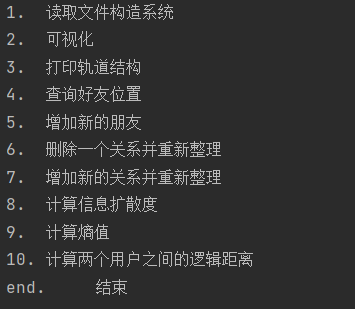 1. 读取文件构造系统
2. 可视化
3. 打印轨道结构
4. 查询好友位置
5. 增加新的朋友
6. 删除一个关系并重新整理
7. 增加新的关系并重新整理
8. 计算信息扩散度
9. 计算熵值
10. 计算两个用户之间的逻辑距离
end. 结束